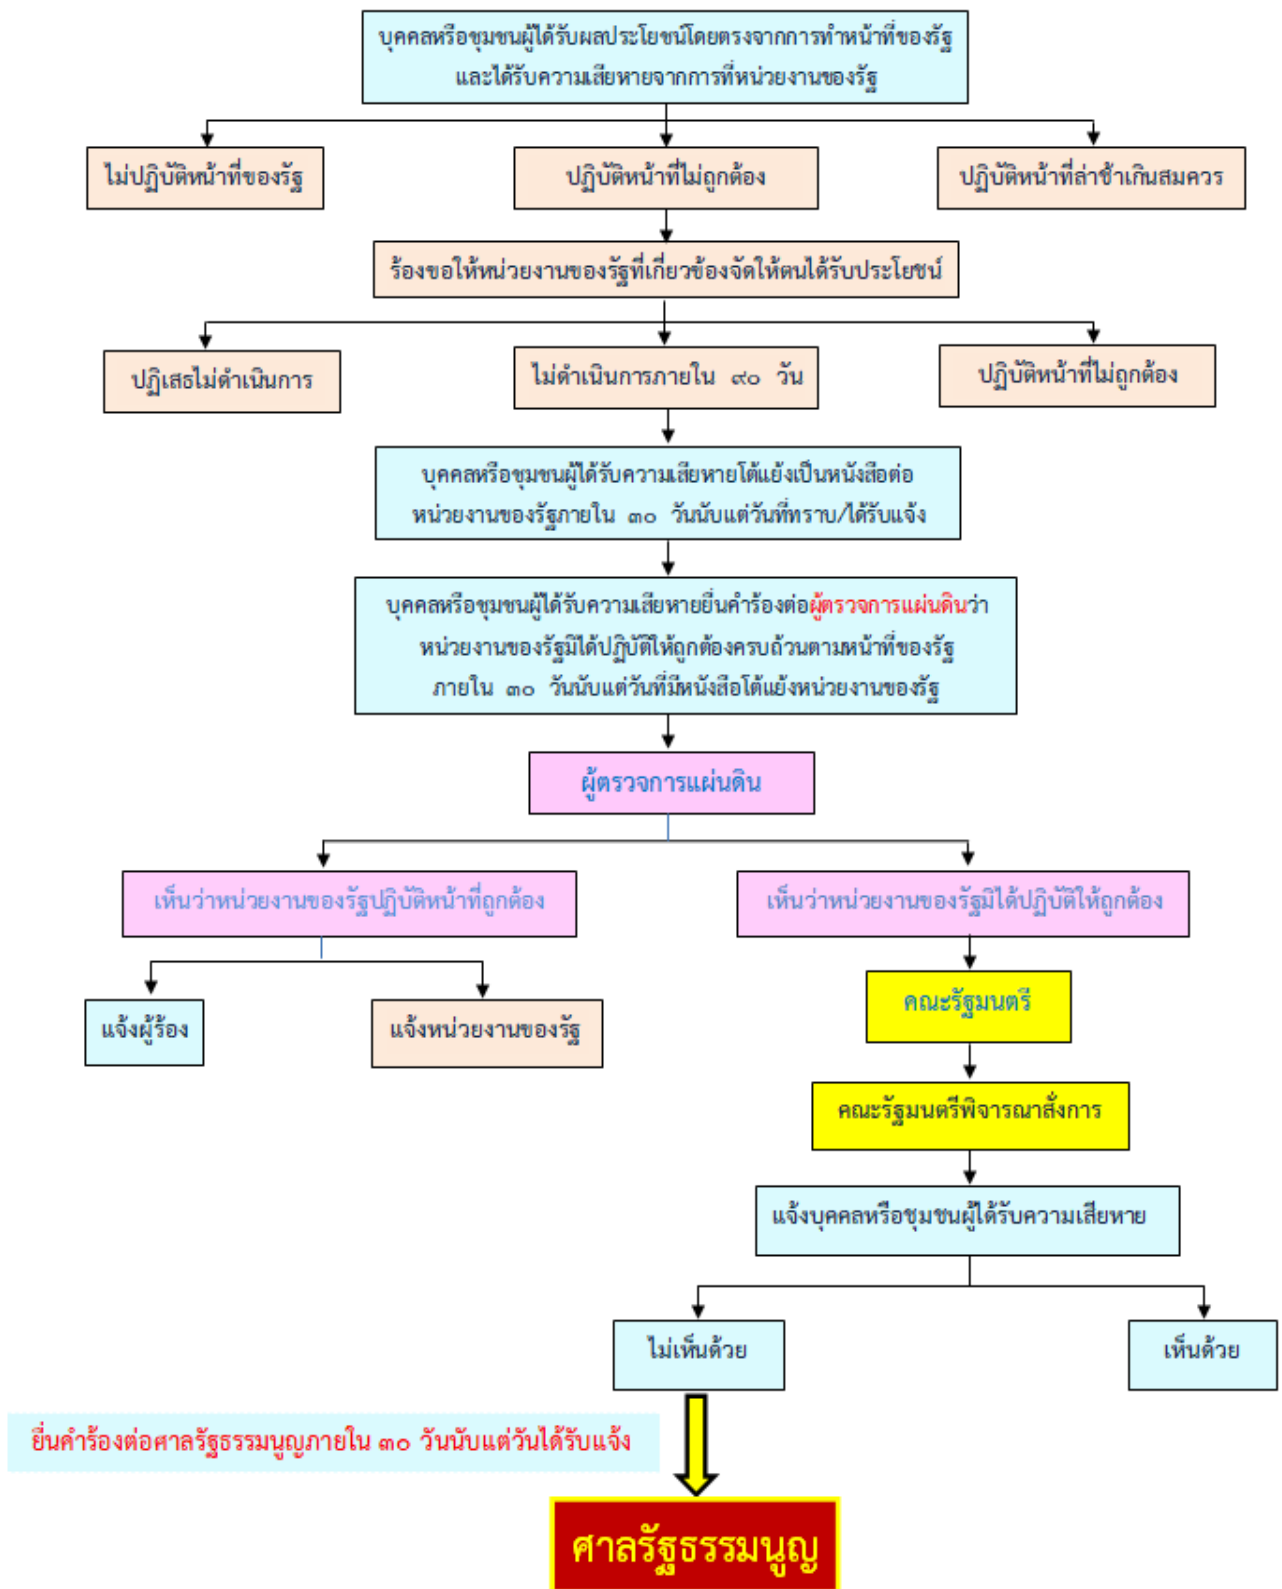 บุคคลหรือชุมชนผู้ได้รับผลประโยชน์โดยตรงจากการทำหน้าที่ของรัฐ
และได้รับความเสียหายจากการที่หน่วยงานของรัฐ
ไม่ปฏิบัติหน้าที่ของรัฐ
ปฏิบัติหน้าที่ไม่ถูกต้อง
ปฏิบัติหน้าที่ล่าช้าเกินสมควร
ร้องขอให้หน่วยงานของรัฐที่เกี่ยวข้องจัดให้ตนได้รับประโยชน์
ปฏิเสธไม่ดำเนินการ
ไม่ดำเนินการภายใน ๙๐ วัน
ปฏิบัติหน้าที่ไม่ถูกต้อง
บุคคลหรือชุมชนผู้ได้รับความเสียหายโต้แย้งเป็นหนังสือต่อ
หน่วยงานของรัฐภายใน ๓๐ วันนับแต่วันที่ทราบ/ได้รับแจ้ง
บุคคลหรือชุมชนผู้ได้รับความเสียหายยื่นคำร้องต่อผู้ตรวจการแผ่นดินว่า
หน่วยงานของรัฐมิได้ปฏิบัติให้ถูกต้องครบถ้วนตามหน้าที่ของรัฐ
ภายใน ๓๐ วันนับแต่วันที่มีหนังสือโต้แย้งหน่วยงานของรัฐ
ผู้ตรวจการแผ่นดิน
เห็นว่าหน่วยงานของรัฐปฏิบัติหน้าที่ถูกต้อง
เห็นว่าหน่วยงานของรัฐมิได้ปฏิบัติให้ถูกต้อง
แจ้งผู้ร้อง
แจ้งหน่วยงานของรัฐ
คณะรัฐมนตรี
คณะรัฐมนตรีพิจารณาสั่งการ
แจ้งบุคคลหรือชุมชนผู้ได้รับความเสียหาย
ไม่เห็นด้วย
เห็นด้วย
ยื่นคำร้องต่อศาลรัฐธรรมนูญภายใน ๓๐ วันนับแต่วันได้รับแจ้ง
ศาลรัฐธรรมนูญ